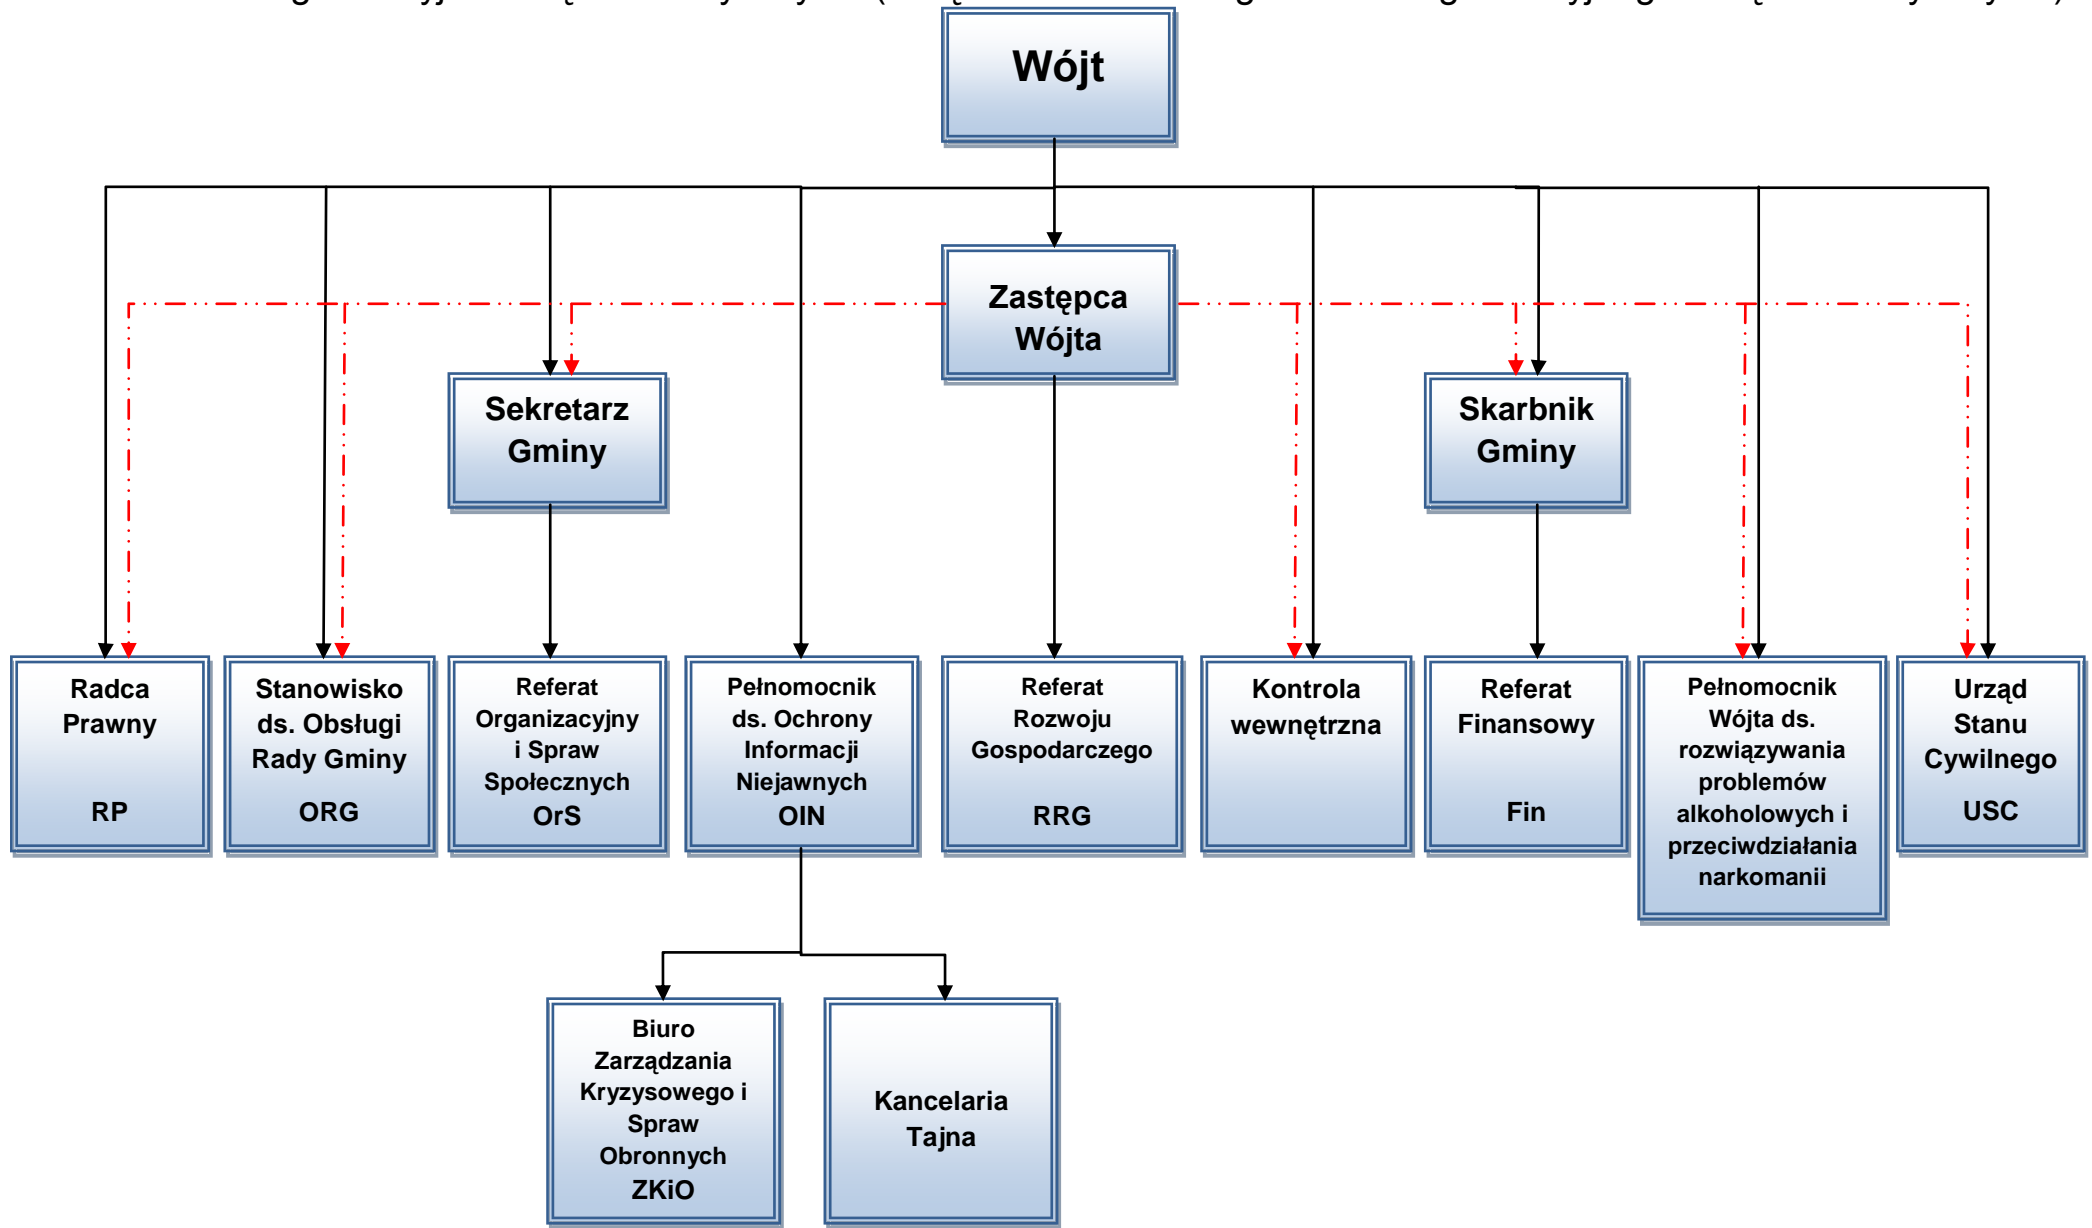 Wójt
Zastępca
Wójta
Sekretarz
Gminy
Skarbnik
Gminy
Radca
Prawny
RP
Stanowisko
ds. Obsługi
Rady Gminy
ORG
Referat
Organizacyjny
i Spraw
Społecznych
OrS
Pełnomocnik
ds. Ochrony
Informacji
Niejawnych
OIN
Referat
Rozwoju
Gospodarczego
RRG
Kontrola
wewnętrzna
Referat
Finansowy
Fin
Pełnomocnik
Wójta ds.
rozwiązywania
problemów
alkoholowych i
przeciwdziałania
narkomanii
Urząd
Stanu
Cywilnego
USC
Biuro
Zarządzania
Kryzysowego i
Spraw
Obronnych
ZKiO
Kancelaria
Tajna